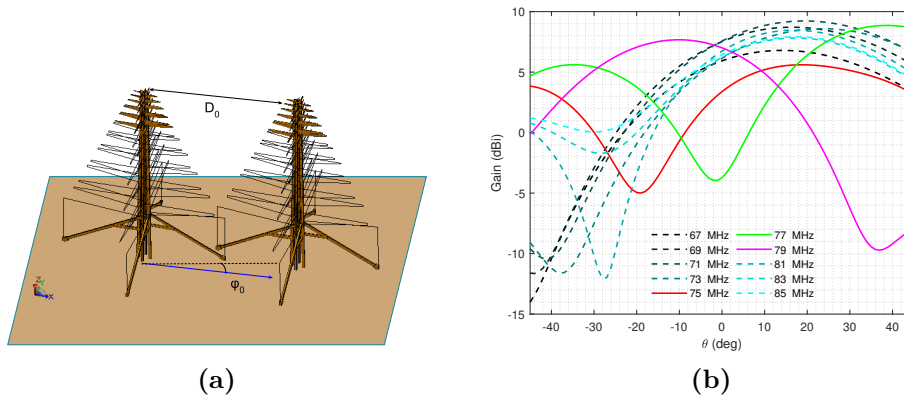 D₀
φ₀
Z
Y
X
(a)
10
5
0
-5
-10
-15
Gain (dBi)
67 MHz
69 MHz
71 MHz
73 MHz
75 MHz
77 MHz
79 MHz
81 MHz
83 MHz
85 MHz
-40
-30
-20
-10
0
10
20
30
40
θ (deg)
(b)